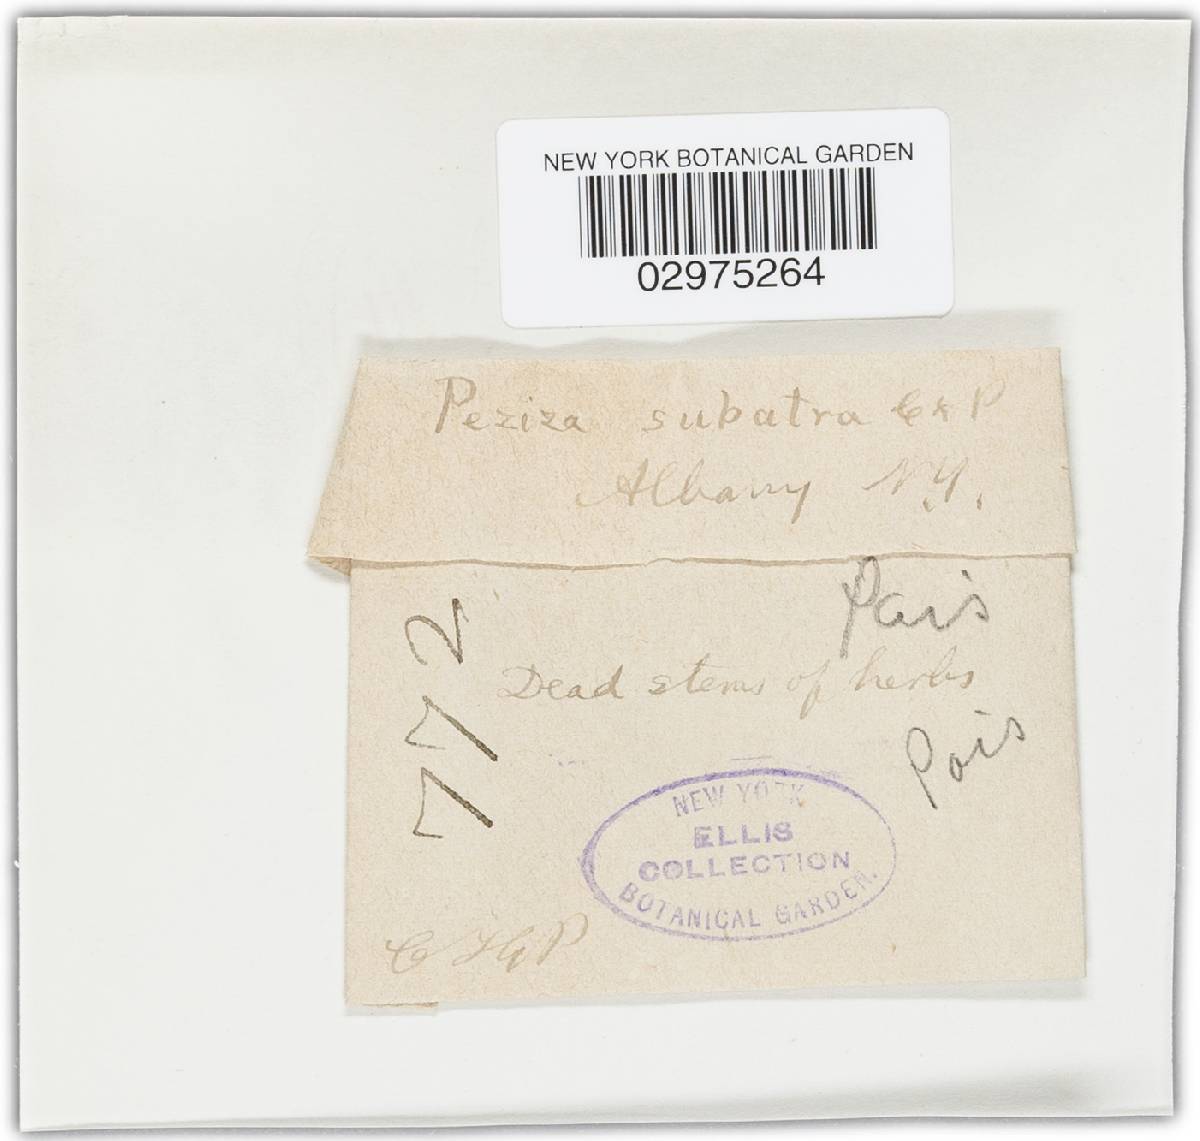 NEW YORK BOTANICAL GARDEN
02975264
Peziza subatra C & P
Albany N.Y.
Pais
Dead stems of herbs
Pais
772
NEW YORK
ELLIS
COLLECTION
BOTANICAL GARDEN.
C H P